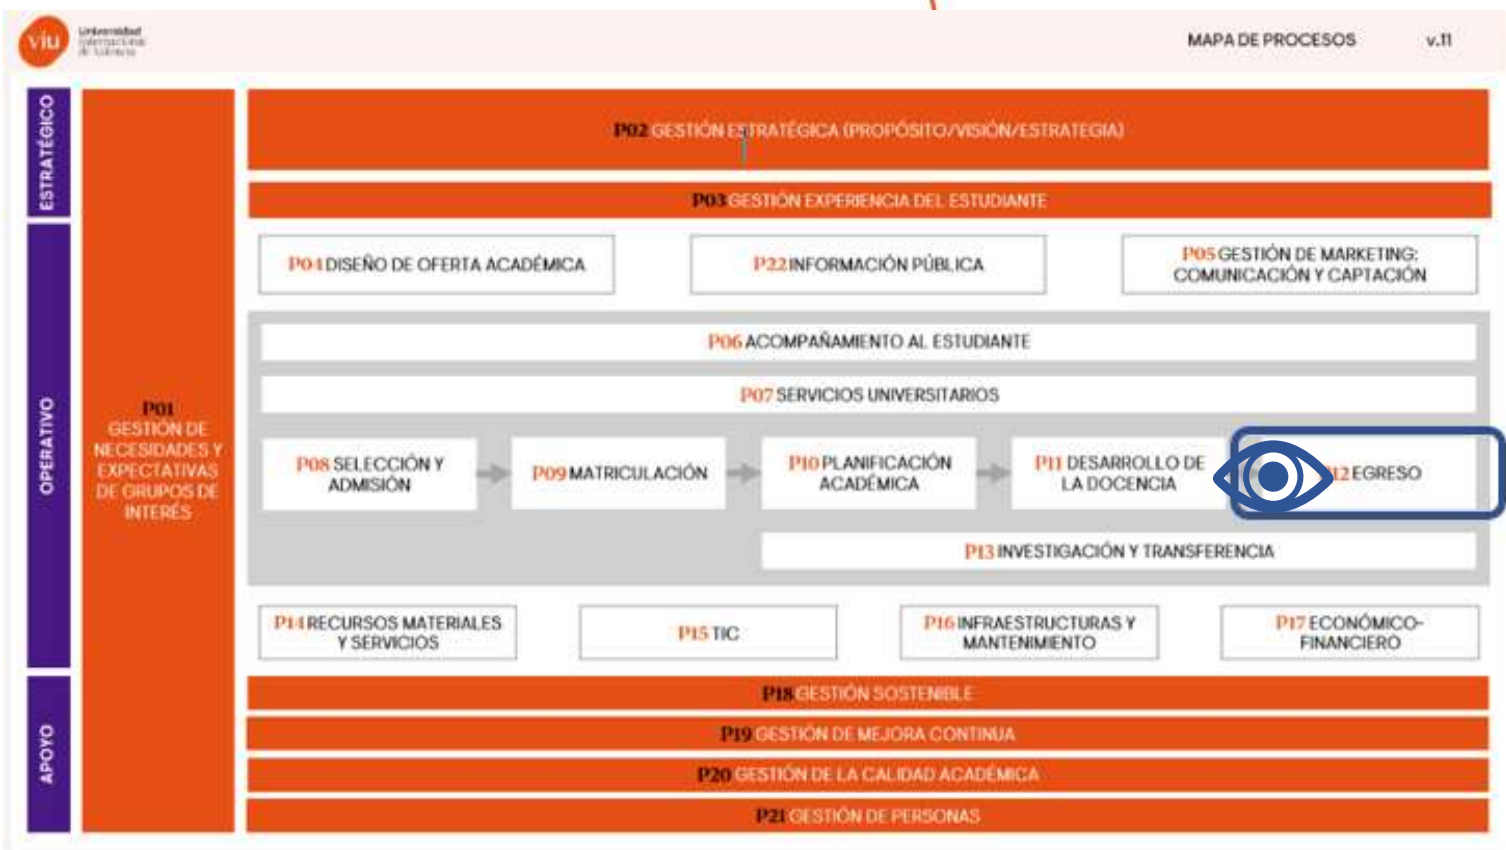 viu
Universidad
Internacional
de Valencia
MAPA DE PROCESOS v.11
ESTRATÉGICO
P02 GESTIÓN ESTRATÉGICA (PROPÓSITO/VISIÓN/ESTRATEGIA)
P03 GESTIÓN EXPERIENCIA DEL ESTUDIANTE
OPERATIVO
P01
GESTIÓN DE
NECESIDADES Y
EXPECTATIVAS
DE GRUPOS DE
INTERÉS
P04 DISEÑO DE OFERTA ACADÉMICA
P22 INFORMACIÓN PÚBLICA
P05 GESTIÓN DE MARKETING:
COMUNICACIÓN Y CAPTACIÓN
P06 ACOMPAÑAMIENTO AL ESTUDIANTE
P07 SERVICIOS UNIVERSITARIOS
P08 SELECCIÓN Y
ADMISIÓN
P09 MATRICULACIÓN
P10 PLANIFICACIÓN
ACADÉMICA
P11 DESARROLLO DE
LA DOCENCIA
12 EGRESO
P13 INVESTIGACIÓN Y TRANSFERENCIA
P14 RECURSOS MATERIALES
Y SERVICIOS
P15 TIC
P16 INFRAESTRUCTURAS Y
MANTENIMIENTO
P17 ECONÓMICO-
FINANCIERO
APOYO
P18 GESTIÓN SOSTENIBLE
P19 GESTIÓN DE MEJORA CONTINUA
P20 GESTIÓN DE LA CALIDAD ACADÉMICA
P21 GESTIÓN DE PERSONAS